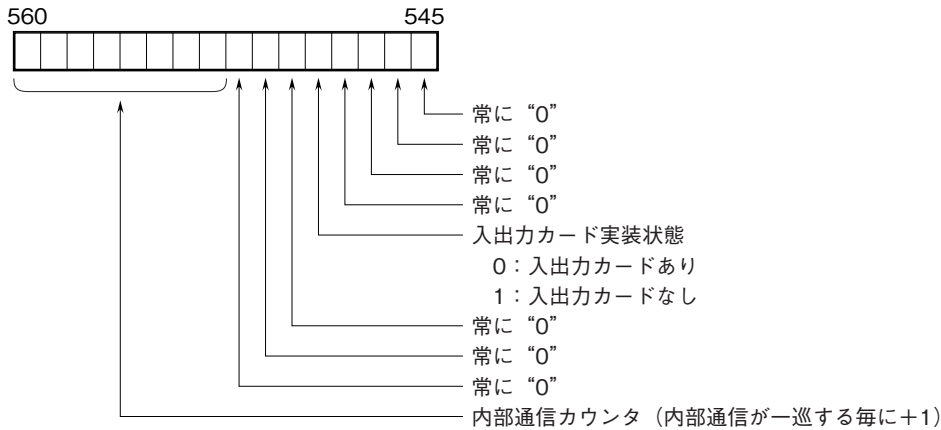 560 545
常に “0”
常に “0”
常に “0”
常に “0”
入出力カード実装状態
0：入出力カードあり
1：入出力カードなし
常に “0”
常に “0”
常に “0”
内部通信カウンタ（内部通信が一巡する毎に＋1）